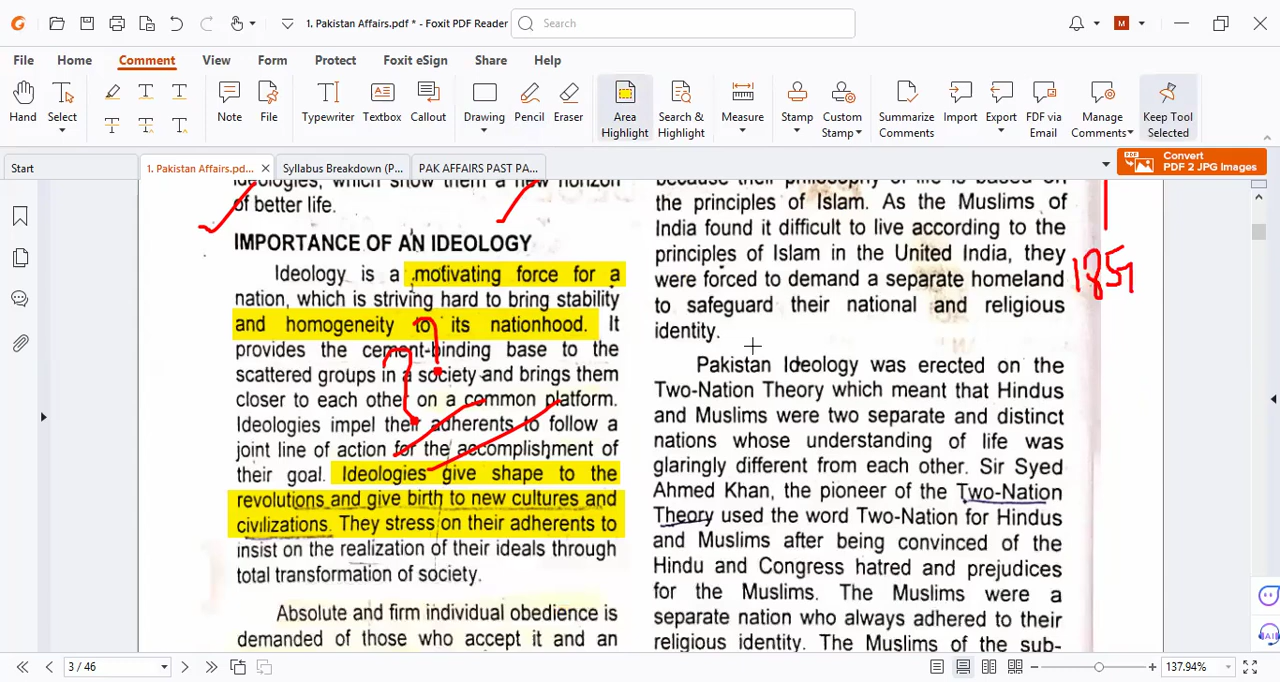 1. Pakistan Affairs.pdf * - Foxit PDF Reader
Search
M
File
Home
Comment
View
Form
Protect
Foxit eSign
Share
Help
Hand
Select
Note
File
Typewriter
Textbox
Callout
Drawing
Pencil
Eraser
Area
Highlight
Search &
Highlight
Measure
Stamp
Custom
Stamp
Summarize
Comments
Import
Export
FDF via
Email
Manage
Comments
Keep Tool
Selected
Start
1. Pakistan Affairs.pd...
Syllabus Breakdown (P...
PAK AFFAIRS PAST PA...
Convert
PDF 2 JPG Images
ideologies, which show them a new horizon
of better life.
IMPORTANCE OF AN IDEOLOGY
Ideology is a motivating force for a
nation, which is striving hard to bring stability
and homogeneity to its nationhood. It
provides the cement-binding base to the
scattered groups in a society and brings them
closer to each other on a common platform.
Ideologies impel their adherents to follow a
joint line of action for the accomplishment of
their goal. Ideologies give shape to the
revolutions and give birth to new cultures and
civilizations. They stress on their adherents to
insist on the realization of their ideals through
total transformation of society.
Absolute and firm individual obedience is
demanded of those who accept it and an
because their philosophy of life is based on
the principles of Islam. As the Muslims of
India found it difficult to live according to the
principles of Islam in the United India, they
were forced to demand a separate homeland
to safeguard their national and religious
identity.
Pakistan Ideology was erected on the
Two-Nation Theory which meant that Hindus
and Muslims were two separate and distinct
nations whose understanding of life was
glaringly different from each other. Sir Syed
Ahmed Khan, the pioneer of the Two-Nation
Theory used the word Two-Nation for Hindus
and Muslims after being convinced of the
Hindu and Congress hatred and prejudices
for the Muslims. The Muslims were a
separate nation who always adhered to their
religious identity. The Muslims of the sub-
3 / 46
137.94%